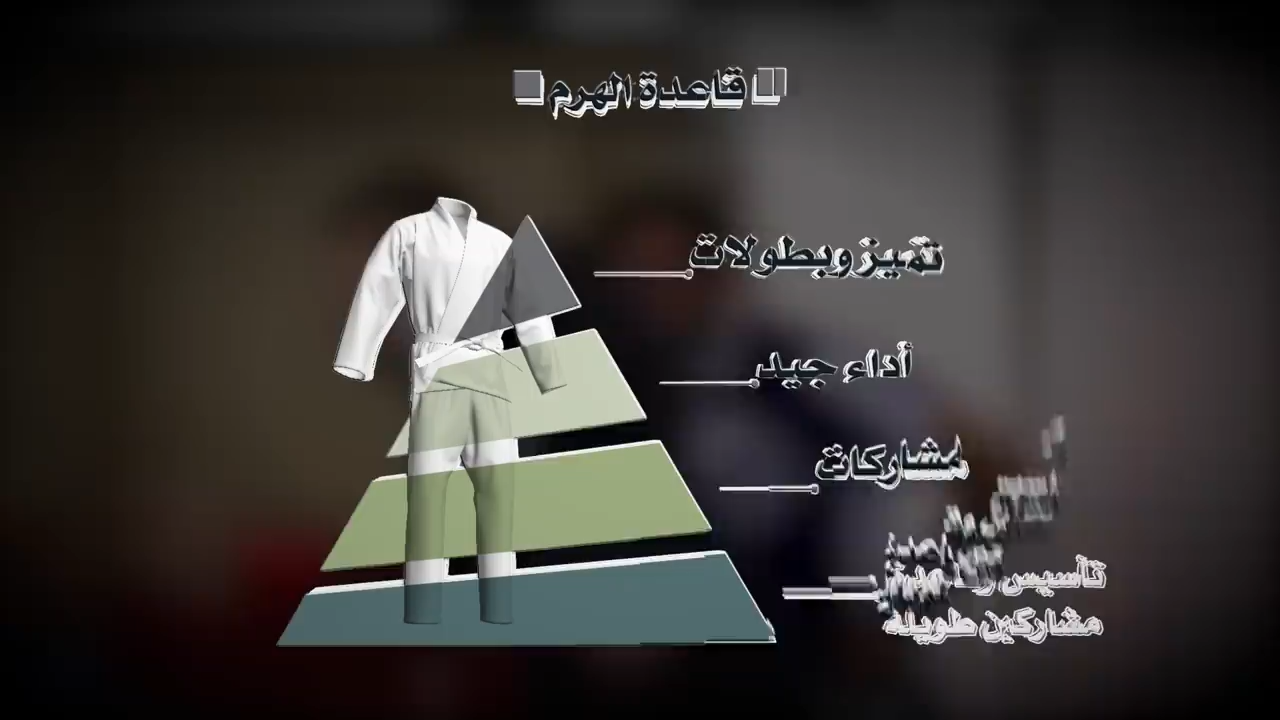 قاعدة الهرم
تميز وبطولات
أداء جيد
مشاركات
تأسيس
مشاركين طويلة